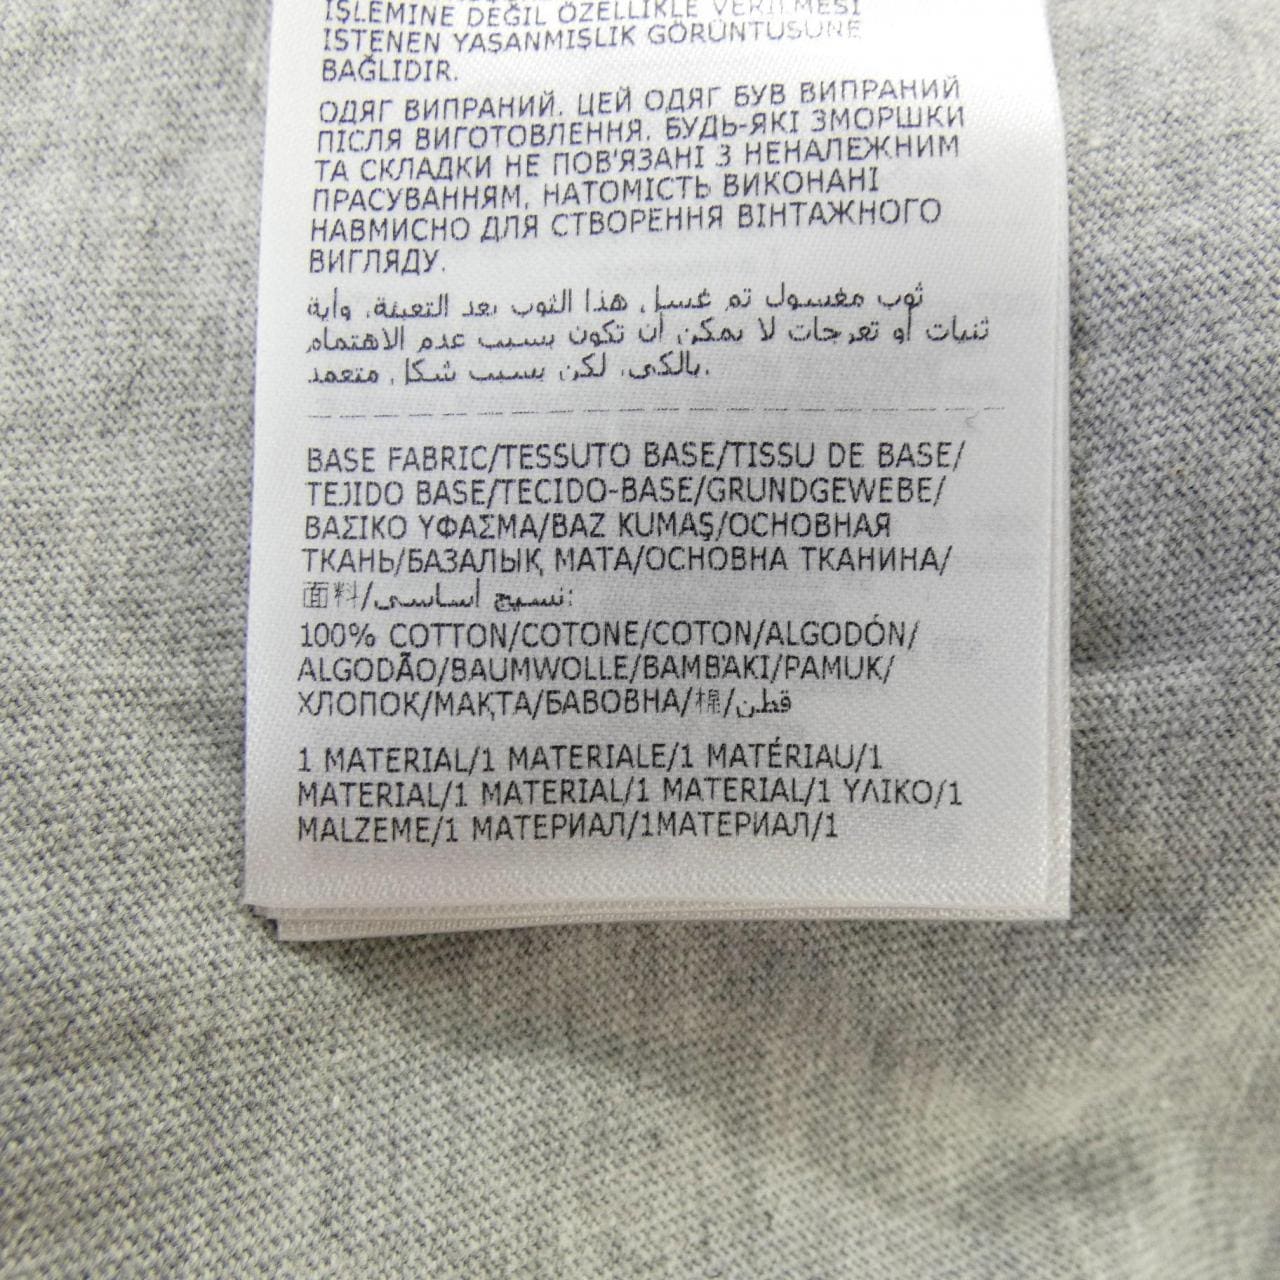 İŞLEMİNE DEĞİL ÖZELLİKLE VERİLMESİ
İSTENEN YAŞANMIŞLIK GÖRÜNTÜSÜNE
BAĞLIDIR.
ОДЯГ ВИПРАНИЙ. ЦЕЙ ОДЯГ БУВ ВИПРАНИЙ
ПІСЛЯ ВИГОТОВЛЕННЯ. БУДЬ-ЯКІ ЗМОРШКИ
ТА СКЛАДКИ НЕ ПОВ'ЯЗАНІ З НЕНАЛЕЖНИМ
ПРАСУВАННЯМ, НАТОМІСТЬ ВИКОНАНІ
НАВМИСНО ДЛЯ СТВОРЕННЯ ВІНТАЖНОГО
ВИГЛЯДУ.
ثوب مغسول تم غسل هذا الثوب بعد التعبئة، وأية
ثنيات أو تعرجات لا يمكن أن تكون بسبب عدم الاهتمام
بالكي، لكن بسبب شكل متعمد.
BASE FABRIC/TESSUTO BASE/TISSU DE BASE/
TEJIDO BASE/TECIDO-BASE/GRUNDGEWEBE/
ΒΑΣΙΚΟ ΥΦΑΣΜΑ/BAZ KUMAŞ/ОСНОВНАЯ
ТКАНЬ/БАЗАЛЫҚ МАТА/ОСНОВНА ТКАНИНА/
面料/نسيج أساسي:
100% COTTON/COTONE/COTON/ALGODÓN/
ALGODÃO/BAUMWOLLE/ΒΑΜΒΆΚΙ/PAMUK/
ХЛОПОК/МАҚТА/БАВОВНА/棉/قطن
1 MATERIAL/1 MATERIALE/1 MATÉRIAU/1
MATERIAL/1 MATERIAL/1 MATERIAL/1 ΥΛΙΚΟ/1
MALZEME/1 МАТЕРИАЛ/1МАТЕРИАЛ/1